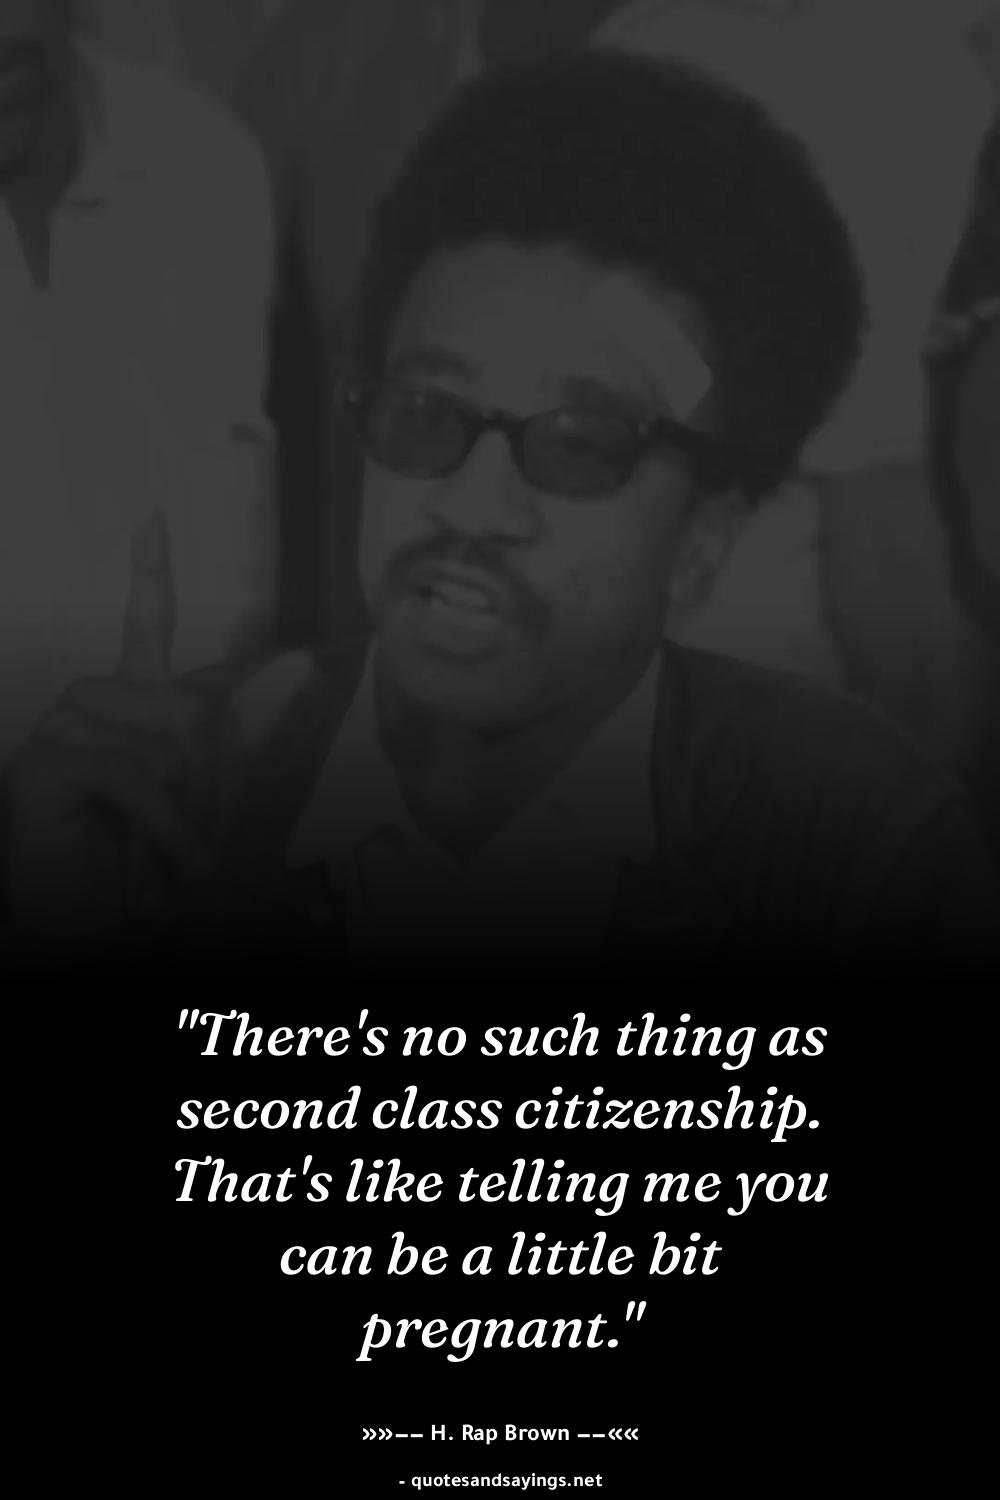 "There's no such thing as
second class citizenship.
That's like telling me you
can be a little bit
pregnant."
»»−− H. Rap Brown −−««
- quotesandsayings.net